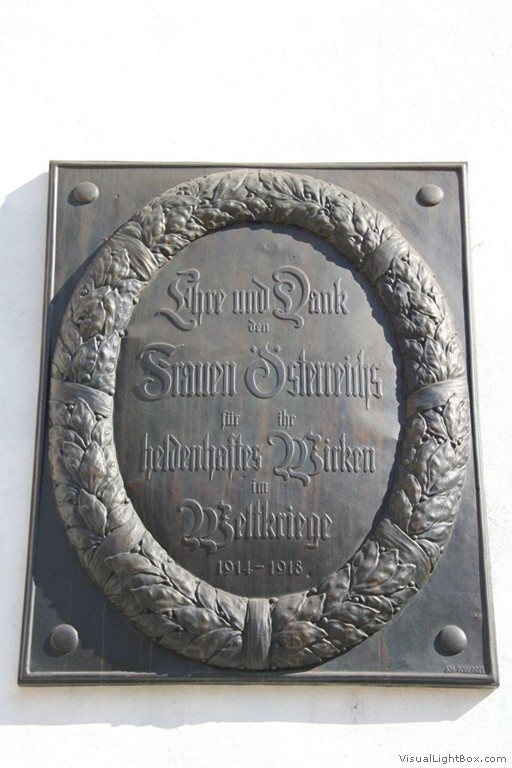 Ehre und Dank
den
Frauen Österreichs
für ihr
heldenhaftes Wirken
im
Weltkriege
1914-1918.
VisualLightBox.com